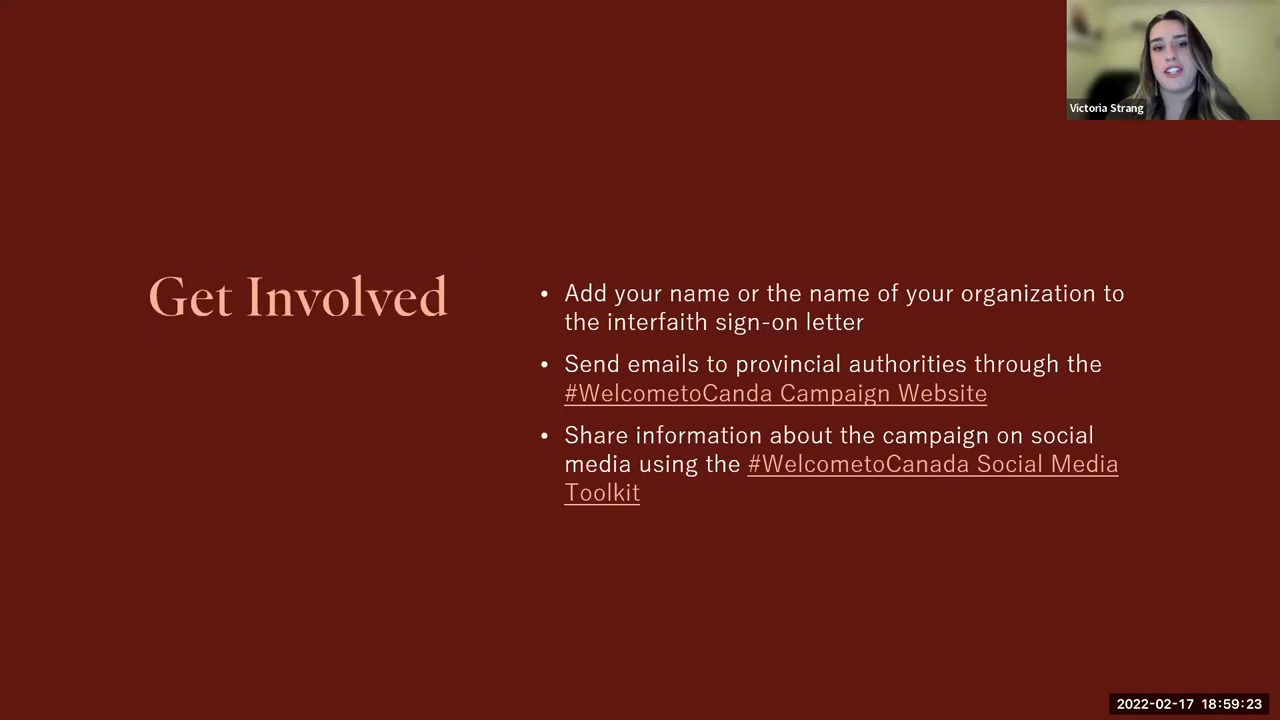 Victoria Strang
Get Involved
• Add your name or the name of your organization to
the interfaith sign-on letter
• Send emails to provincial authorities through the
#WelcometoCanda Campaign Website
• Share information about the campaign on social
media using the #WelcometoCanada Social Media
Toolkit
2022-02-17 18:59:23